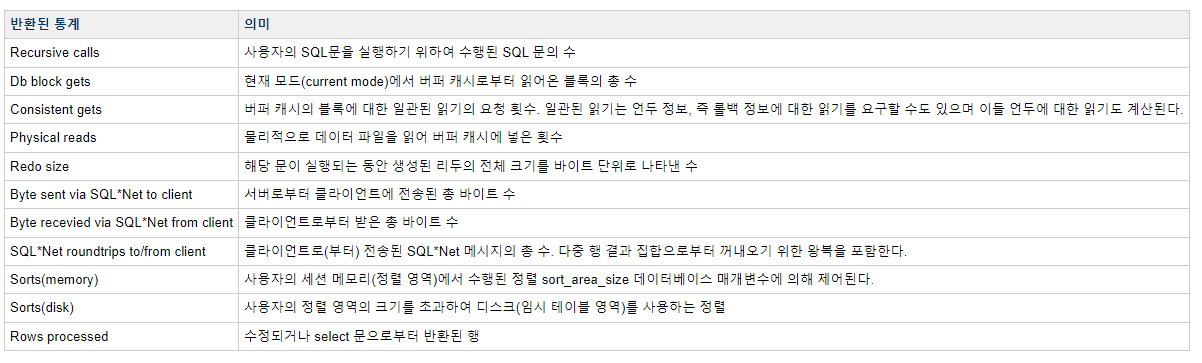 반환된 통계 의미
Recursive calls 사용자의 SQL문을 실행하기 위하여 수행된 SQL 문의 수
Db block gets 현재 모드(current mode)에서 버퍼 캐시로부터 읽어온 블록의 총 수
Consistent gets 버퍼 캐시의 블록에 대한 일관된 읽기의 요청 횟수. 일관된 읽기는 언두 정보, 즉 롤백 정보에 대한 읽기를 요구할 수도 있으며 이들 언두에 대한 읽기도 계산된다.
Physical reads 물리적으로 데이터 파일을 읽어 버퍼 캐시에 넣은 횟수
Redo size 해당 문이 실행되는 동안 생성된 리두의 전체 크기를 바이트 단위로 나타낸 수
Byte sent via SQL*Net to client 서버로부터 클라이언트에 전송된 총 바이트 수
Byte recevied via SQL*Net from client 클라이언트로부터 받은 총 바이트 수
SQL*Net roundtrips to/from client 클라이언트로(부터) 전송된 SQL*Net 메시지의 총 수. 다중 행 결과 집합으로부터 꺼내오기 위한 왕복을 포함한다.
Sorts(memory) 사용자의 세션 메모리(정렬 영역)에서 수행된 정렬 sort_area_size 데이터베이스 매개변수에 의해 제어된다.
Sorts(disk) 사용자의 정렬 영역의 크기를 초과하여 디스크(임시 테이블 영역)를 사용하는 정렬
Rows processed 수정되거나 select 문으로부터 반환된 행